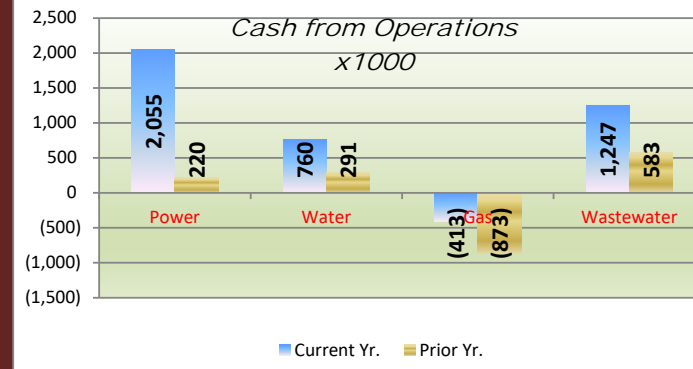 Cash from Operations
x1000
2,500
2,000
1,500
1,000
500
0
(500)
(1,000)
(1,500)
2,055
220
760
291
(413)
(873)
1,247
583
Power
Water
Gas
Wastewater
Current Yr.
Prior Yr.